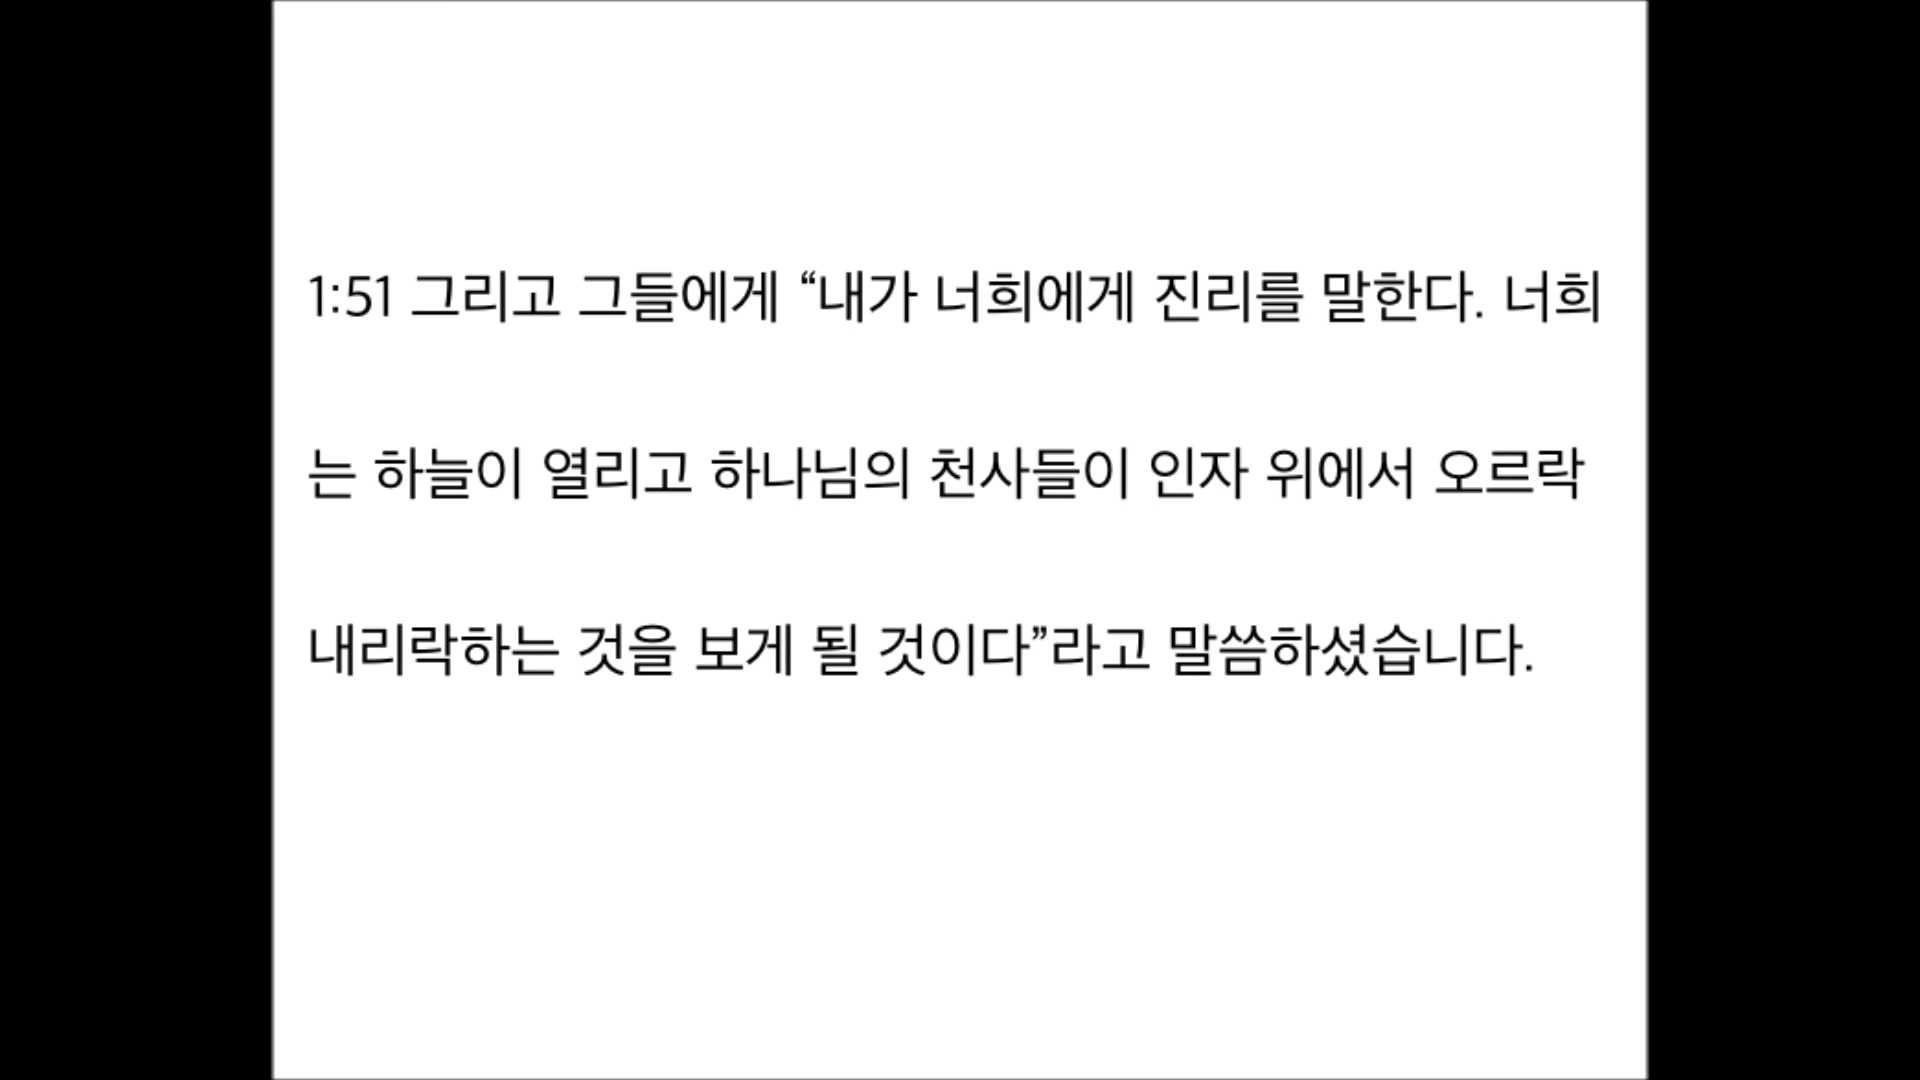 1:51 그리고 그들에게 “내가 너희에게 진리를 말한다. 너희
는 하늘이 열리고 하나님의 천사들이 인자 위에서 오르락
내리락하는 것을 보게 될 것이다”라고 말씀하셨습니다.